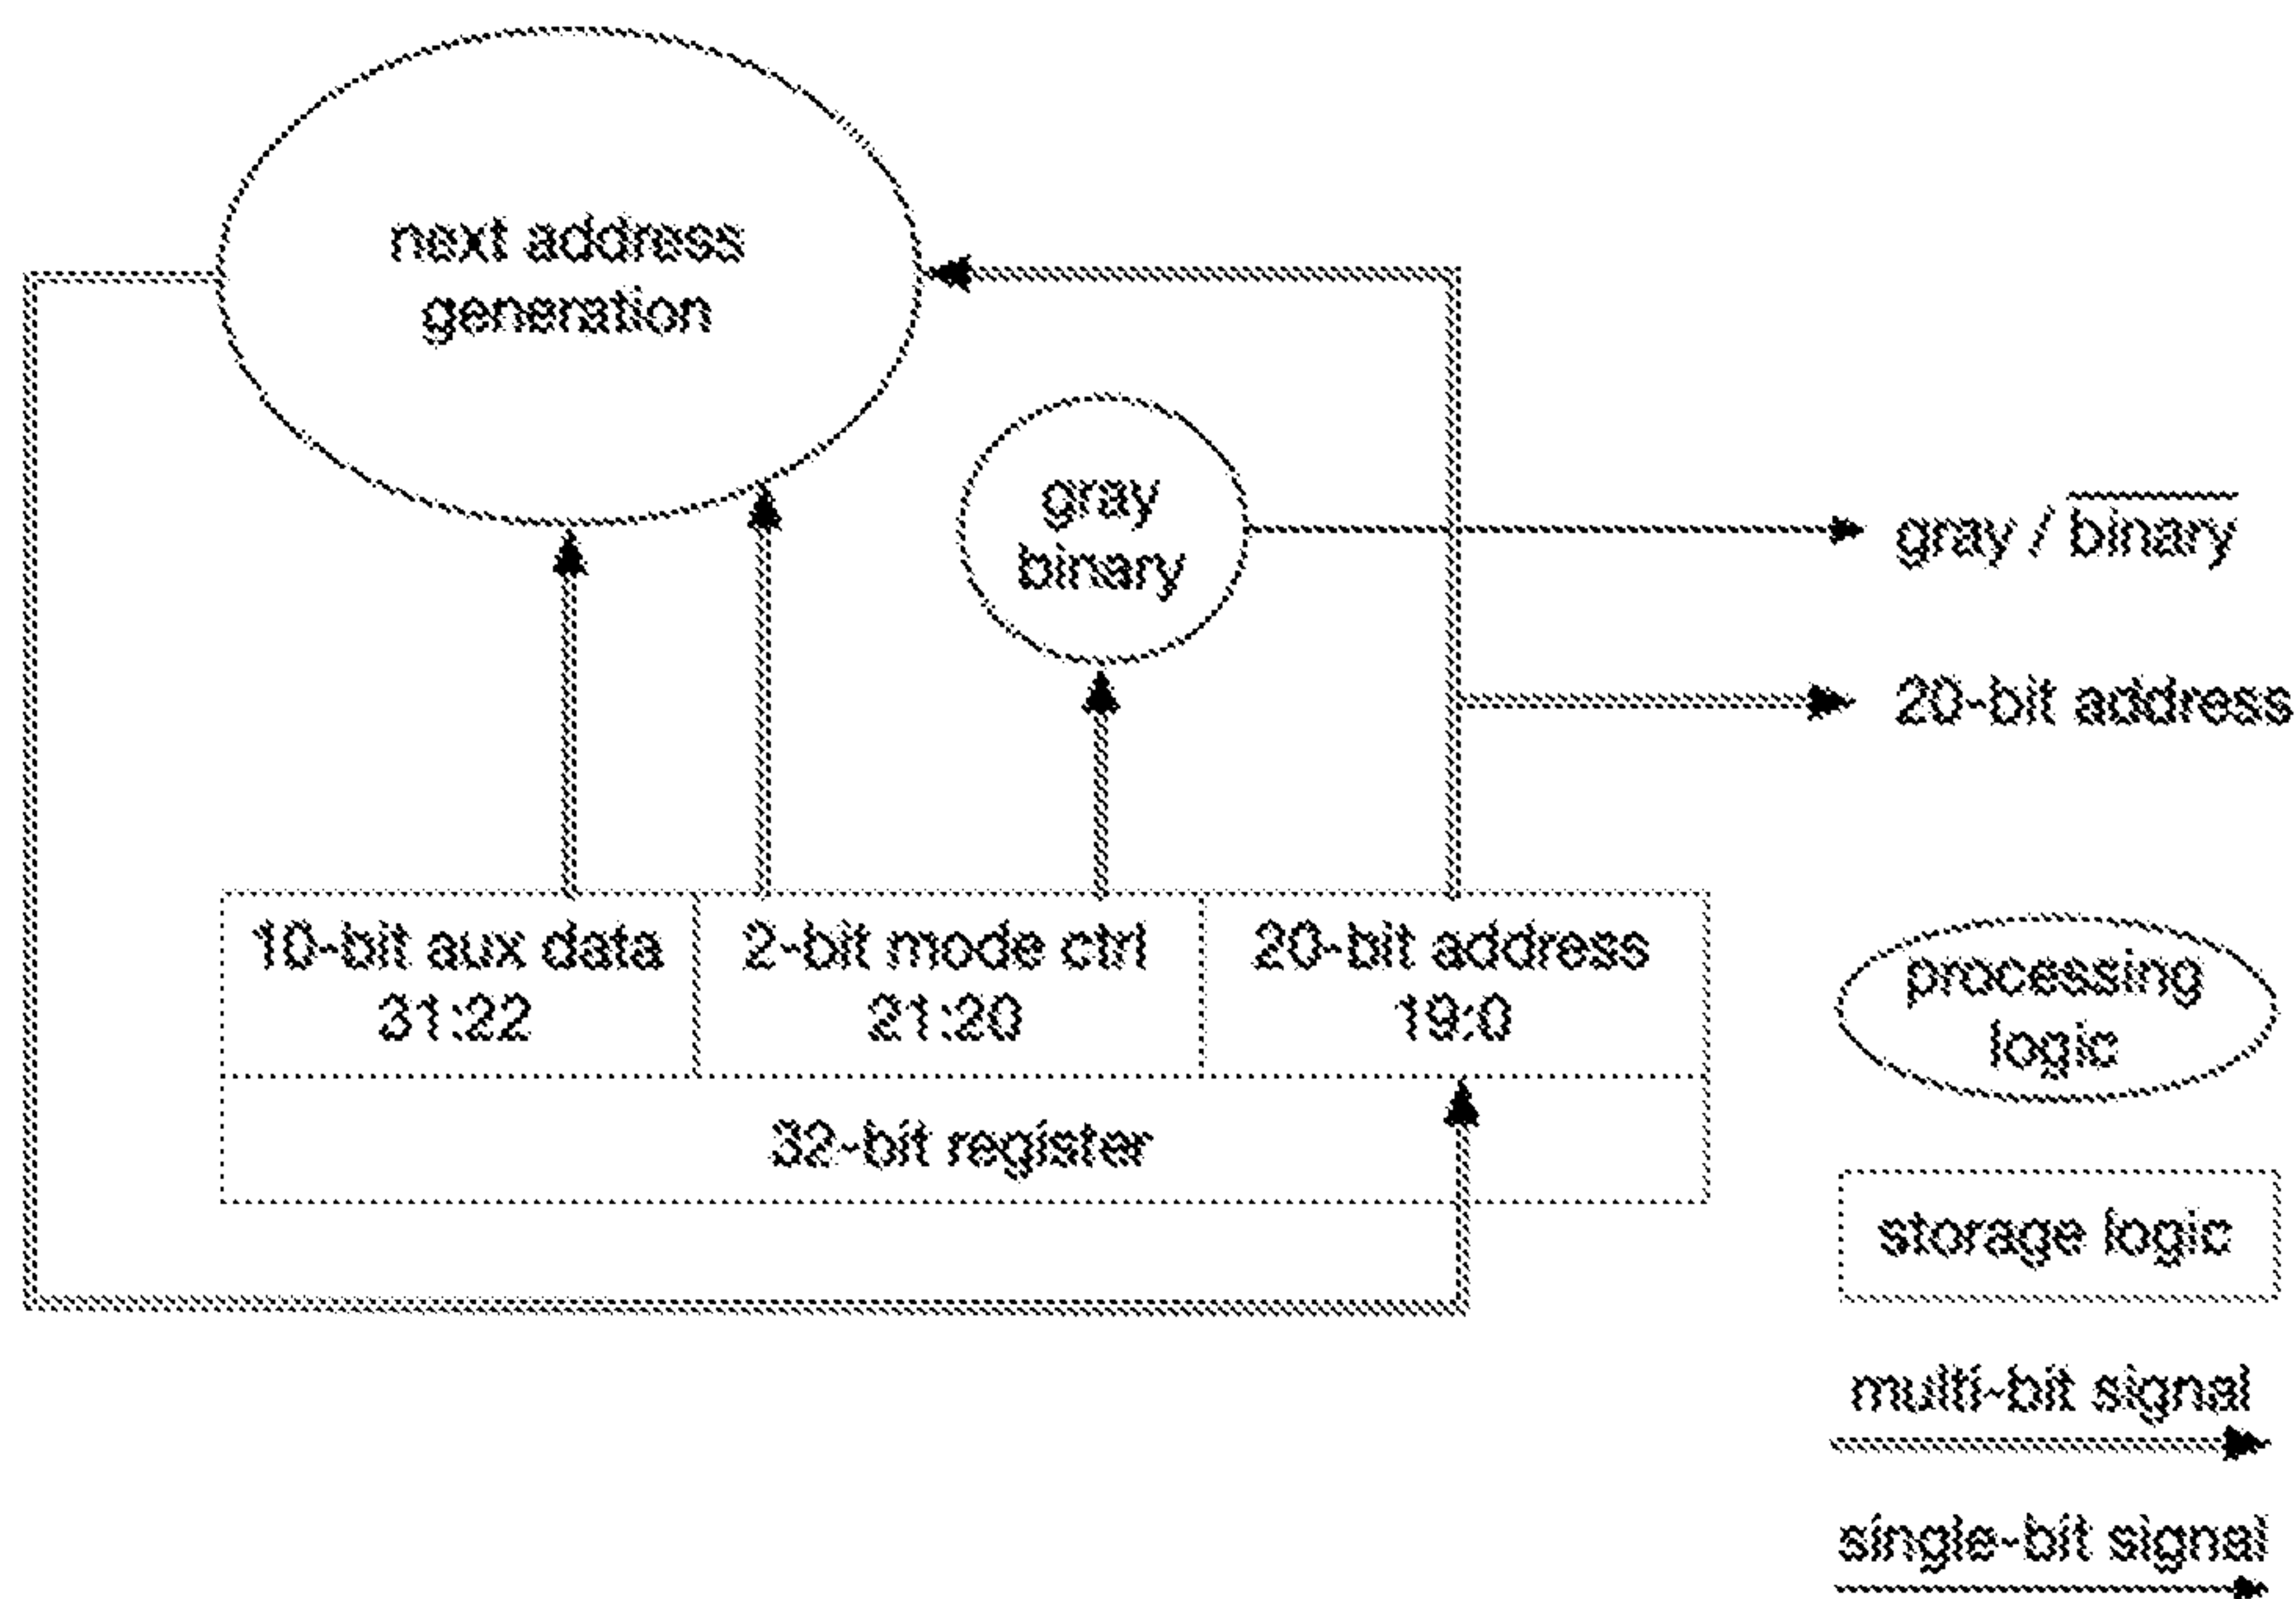 next address
generation
gray
binary
gray / binary
20-bit address
10-bit aux data
31:22
2-bit mode ctrl
21:20
20-bit address
19:0
32-bit register
processing
logic
storage logic
multi-bit signal
single-bit signal